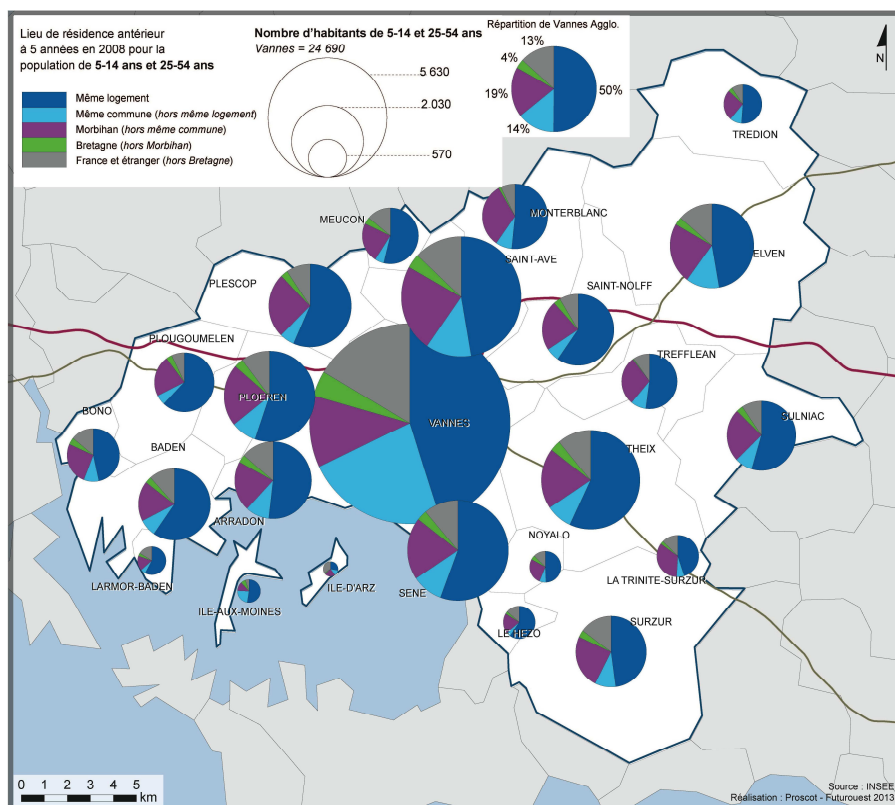 Lieu de résidence antérieur
à 5 années en 2008 pour la
population de 5-14 ans et 25-54 ans
Même logement
Même commune (hors même logement)
Morbihan (hors même commune)
Bretagne (hors Morbihan)
France et étranger (hors Bretagne)
Nombre d'habitants de 5-14 et 25-54 ans
Vannes = 24 690
5 630
2 030
570
Répartition de Vannes Agglo.
13%
4%
19%
50%
14%
N
TREDION
MEUCON
MONTERBLANC
SAINT-AVE
ELVEN
PLESCOP
SAINT-NOLFF
PLOUGOUMELEN
TREFFLEAN
PLOEREN
BONO
VANNES
SULNIAC
BADEN
THEIX
ARRADON
NOYALO
LARMOR-BADEN
ILE-D'ARZ
SENE
LA TRINITE-SURZUR
ILE-AUX-MOINES
LE HEZO
SURZUR
0 1 2 3 4 5
km
Source : INSEE
Réalisation : Proscot - Futurouest 2013